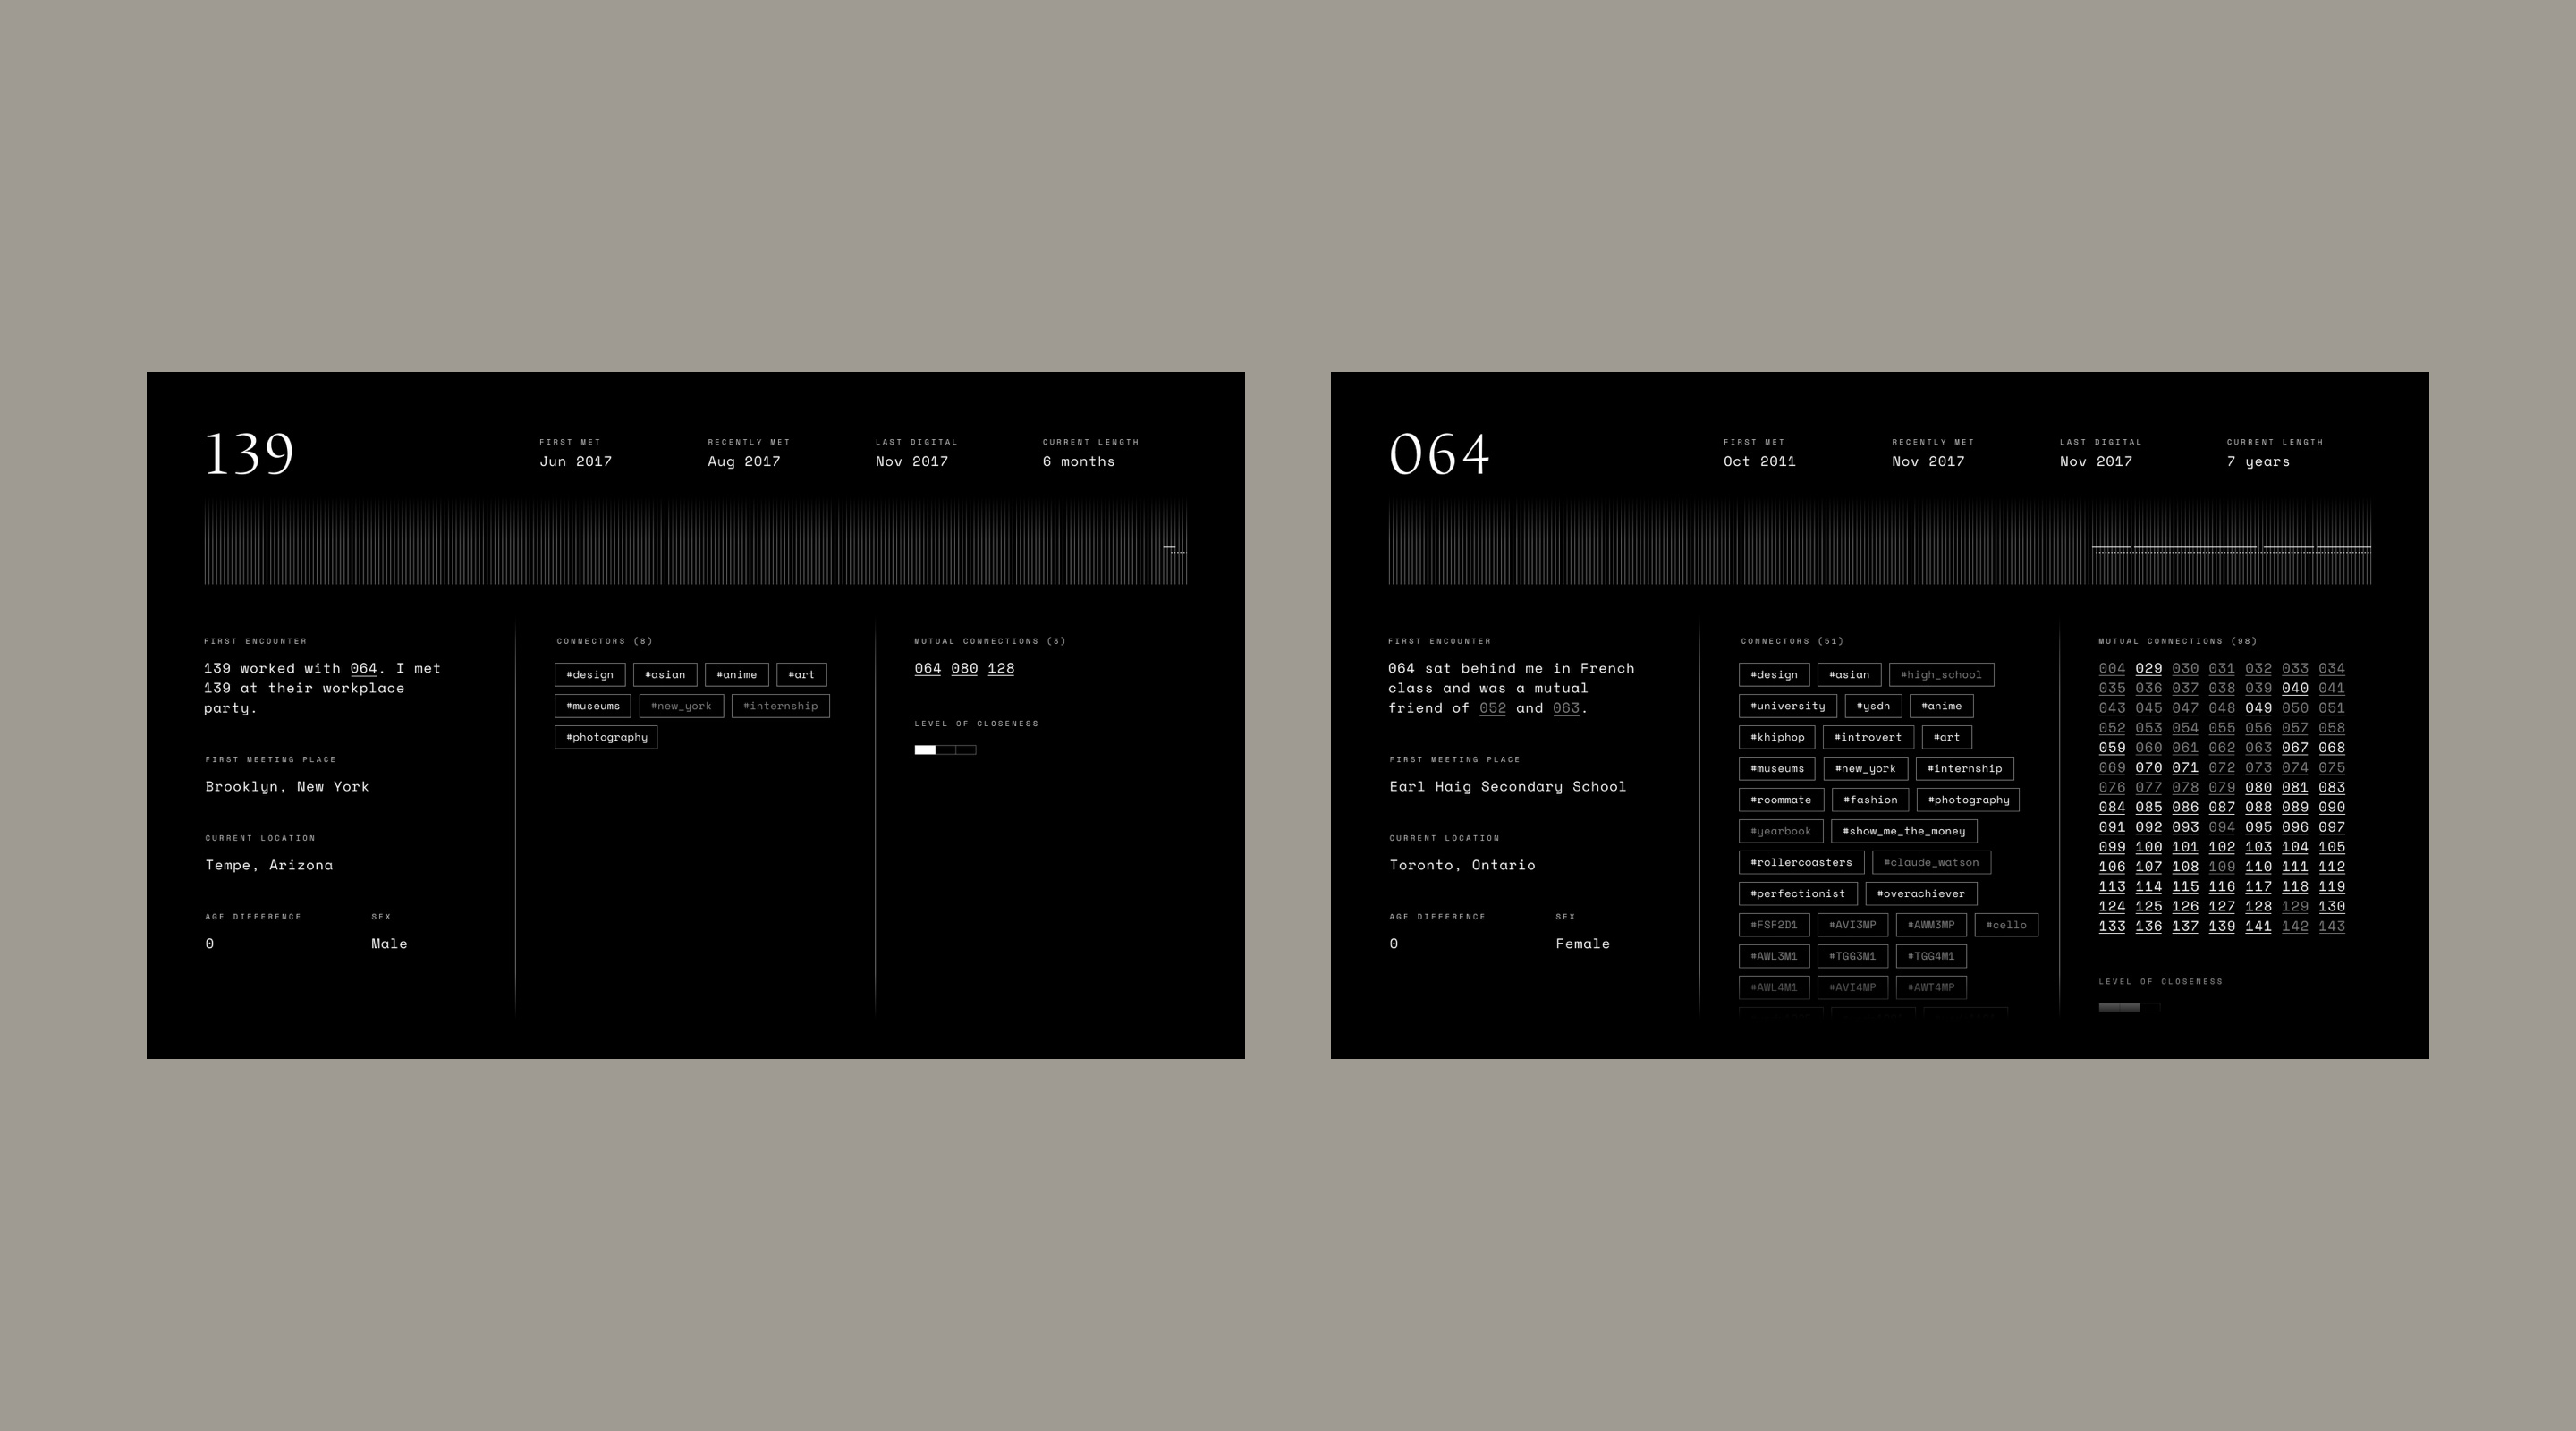 139
FIRST MET
RECENTLY MET
LAST DIGITAL
CURRENT LENGTH
Jun 2017
Aug 2017
Nov 2017
6 months
FIRST ENCOUNTER
139 worked with 064. I met
139 at their workplace
party.
FIRST MEETING PLACE
Brooklyn, New York
CURRENT LOCATION
Tempe, Arizona
AGE DIFFERENCE
SEX
0
Male
CONNECTORS (8)
#design #asian #anime #art
#museums #new_york #internship
#photography
MUTUAL CONNECTIONS (3)
064 080 128
LEVEL OF CLOSENESS
064
FIRST MET
RECENTLY MET
LAST DIGITAL
CURRENT LENGTH
Oct 2011
Nov 2017
Nov 2017
7 years
FIRST ENCOUNTER
064 sat behind me in French
class and was a mutual
friend of 052 and 063.
FIRST MEETING PLACE
Earl Haig Secondary School
CURRENT LOCATION
Toronto, Ontario
AGE DIFFERENCE
SEX
0
Female
CONNECTORS (51)
#design #asian #high_school
#university #ysdn #anime
#khiphop #introvert #art
#museums #new_york #internship
#roommate #fashion #photography
#yearbook #show_me_the_money
#rollercoasters #claude_watson
#perfectionist #overachiever
#FSF2D1 #AVI3MP #AWM3MP #cello
#AWL3M1 #TGG3M1 #TGG4M1
#AWL4M1 #AVI4MP #AWT4MP
MUTUAL CONNECTIONS (98)
004 029 030 031 032 033 034
035 036 037 038 039 040 041
043 045 047 048 049 050 051
052 053 054 055 056 057 058
059 060 061 062 063 067 068
069 070 071 072 073 074 075
076 077 078 079 080 081 083
084 085 086 087 088 089 090
091 092 093 094 095 096 097
099 100 101 102 103 104 105
106 107 108 109 110 111 112
113 114 115 116 117 118 119
124 125 126 127 128 129 130
133 136 137 139 141 142 143
LEVEL OF CLOSENESS